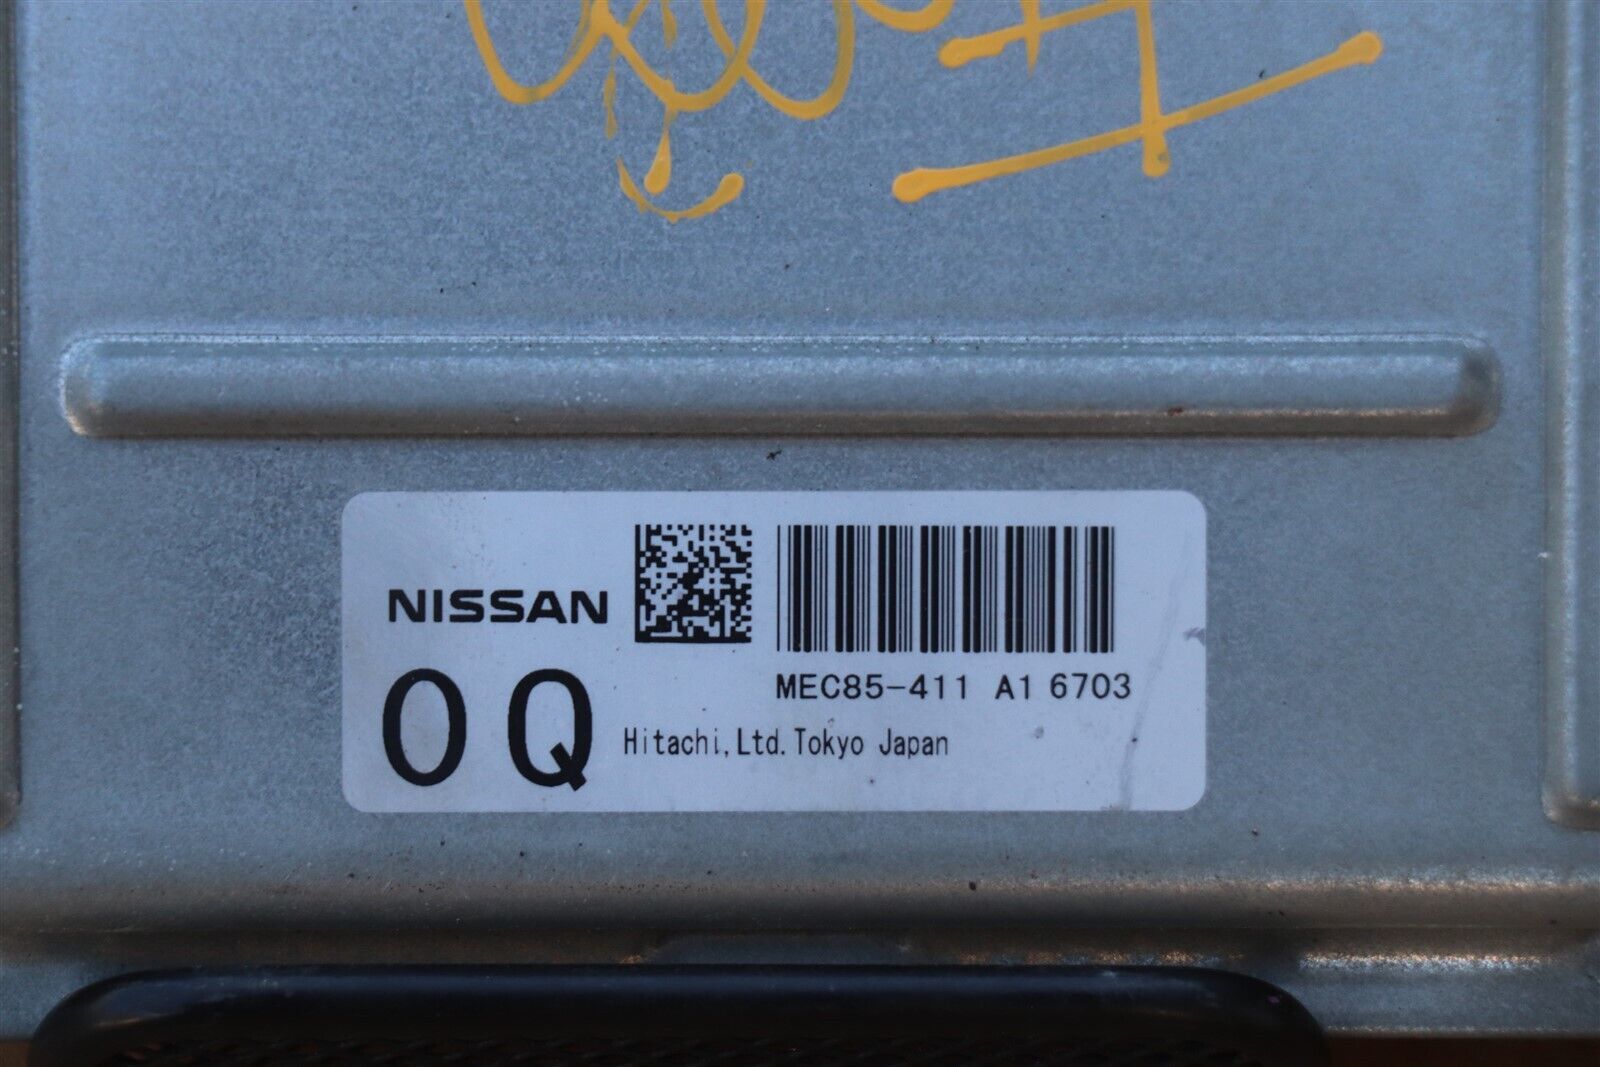 NISSAN
MEC85-411 A1 6703
0Q
Hitachi,Ltd.Tokyo Japan